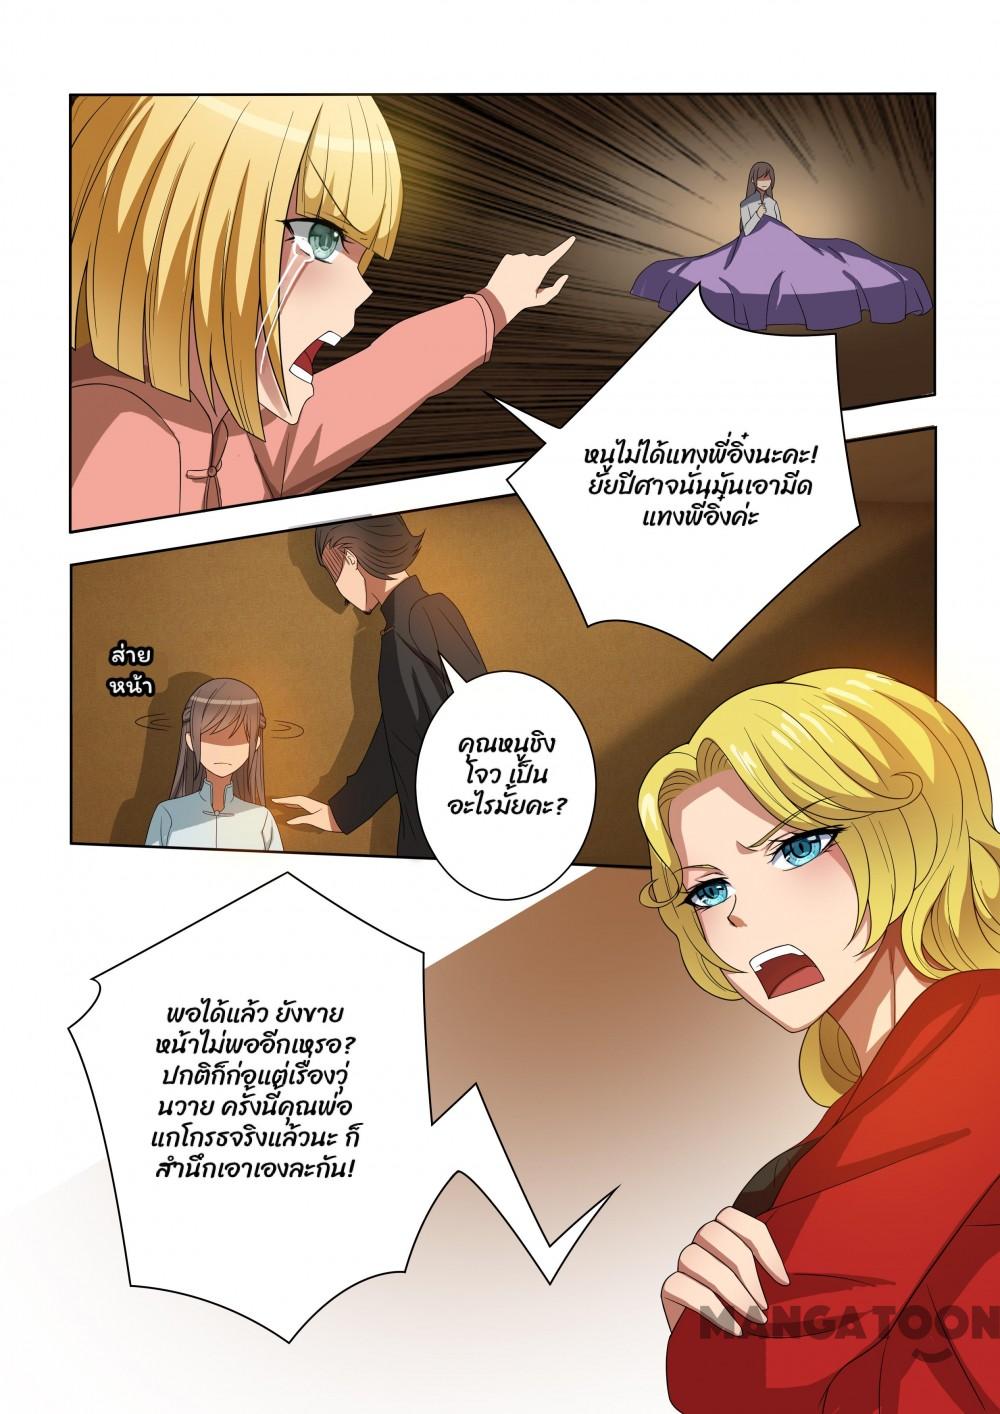 หนูไม่ได้แทงพี่อิ๋งนะคะ!
ยัยปีศาจนั่นมันเอามีด
แทงพี่อิ๋งค่ะ
ส่าย
หน้า
คุณหนูชิง
โจว เป็น
อะไรมั้ยคะ?
พอได้แล้ว ยังขาย
หน้าไม่พออีกเหรอ?
ปกติก็ก่อแต่เรื่องวุ่
นวาย ครั้งนี้คุณพ่อ
แกโกรธจริงแล้วนะ ก็
สำนึกเอาเองละกัน!
MANGATOON